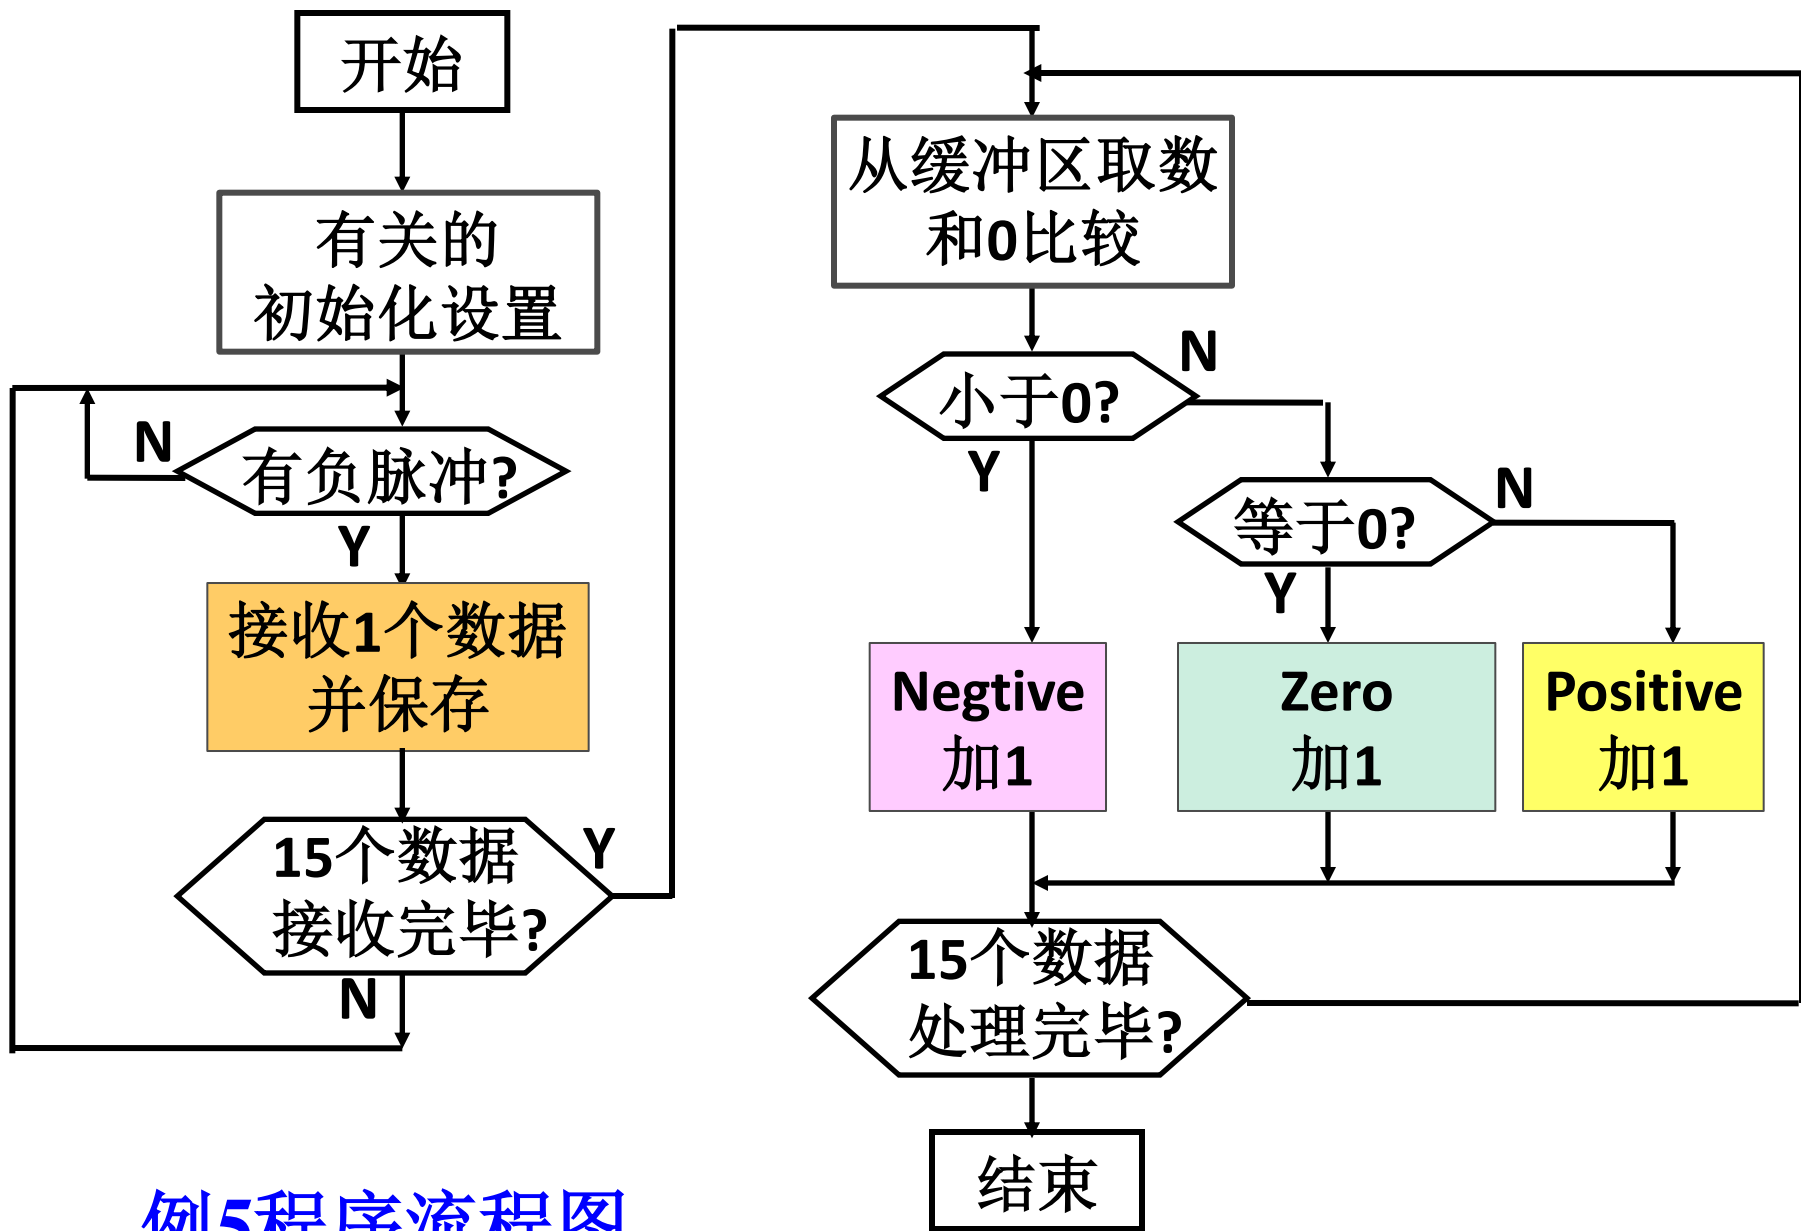 开始
有关的
初始化设置
N
有负脉冲?
Y
接收1个数据
并保存
15个数据
接收完毕?
Y
N
从缓冲区取数
和0比较
小于0?
N
Y
等于0?
N
Y
Negtive
加1
Zero
加1
Positive
加1
15个数据
处理完毕?
结束
例5程序流程图